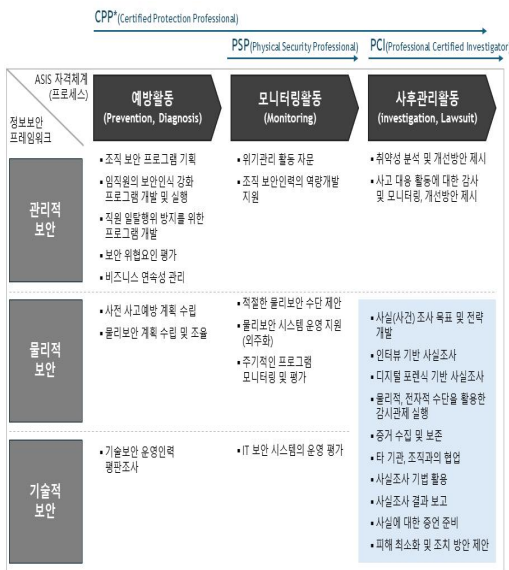 CPP*(Certified Protection Professional)
PSP(Physical Security Professional)
PCI(Professional Certified Investigator
ASIS 자격체계
(프로세스)
정보보안
프레임워크
예방활동
(Prevention, Diagnosis)
모니터링활동
(Monitoring)
사후관리활동
(investigation, Lawsuit)
관리적
보안
▪ 조직 보안 프로그램 기획
▪ 임직원의 보안인식 강화
프로그램 개발 및 실행
▪ 직원 일탈행위 방지를 위한
프로그램 개발
▪ 보안 위협요인 평가
▪ 비즈니스 연속성 관리
▪ 위기관리 활동 자문
▪ 조직 보안인력의 역량개발
지원
▪ 취약성 분석 및 개선방안 제시
▪ 사고 대응 활동에 대한 감사
및 모니터링, 개선방안 제시
물리적
보안
▪ 사전 사고예방 계획 수립
▪ 물리보안 계획 수립 및 조율
▪ 적절한 물리보안 수단 제안
▪ 물리보안 시스템 운영 지원
(외주화)
▪ 주기적인 프로그램
모니터링 및 평가
▪ 사실(사건) 조사 목표 및 전략
개발
▪ 인터뷰 기반 사실조사
▪ 디지털 포렌식 기반 사실조사
▪ 물리적, 전자적 수단을 활용한
감시관제 실행
▪ 증거 수집 및 보존
▪ 타 기관, 조직과의 협업
▪ 사실조사 기법 활용
▪ 사실조사 결과 보고
▪ 사실에 대한 증언 준비
▪ 피해 최소화 및 조치 방안 제안
기술적
보안
▪ 기술보안 운영인력
평판조사
▪ IT 보안 시스템의 운영 평가